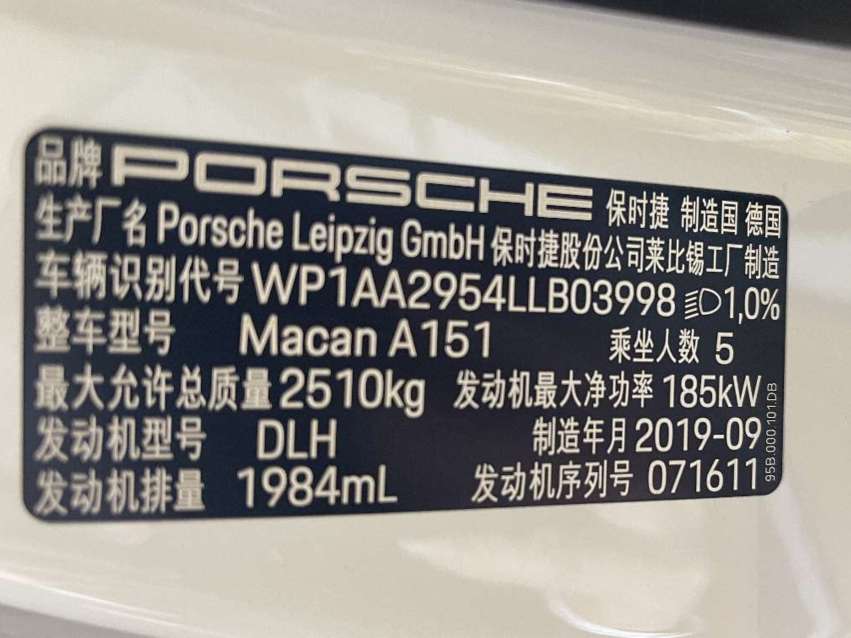 品牌 PORSCHE 保时捷 制造国 德国
生产厂名 Porsche Leipzig GmbH 保时捷股份公司莱比锡工厂制造
车辆识别代号 WP1AA2954LLB03998 1,0%
整车型号 Macan A151 乘坐人数 5
最大允许总质量 2510kg 发动机最大净功率 185kW
发动机型号 DLH 制造年月 2019-09
发动机排量 1984mL 发动机序列号 071611
95B.000.101.DB